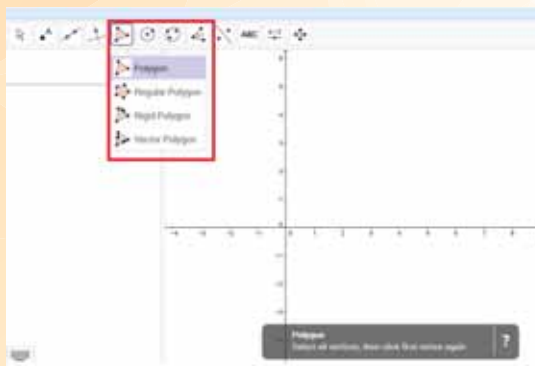 ABC
Polygon
Regular Polygon
Rigid Polygon
Vector Polygon
Polygon
Select all vertices, then click first vertex again
?